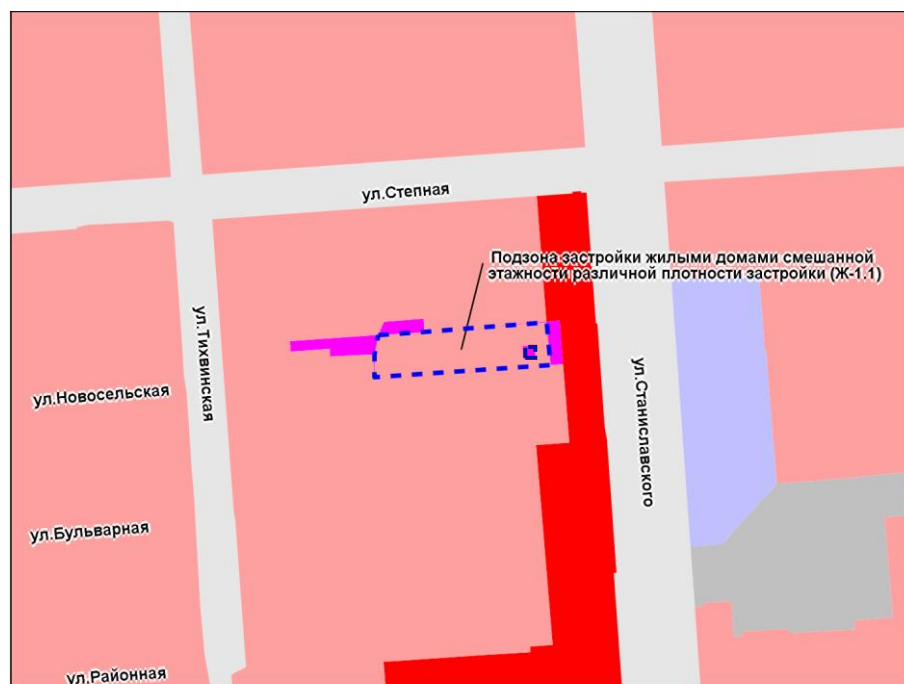 ул.Степная
Подзона застройки жилыми домами смешанной
этажности различной плотности застройки (Ж-1.1)
ул.Тихвинская
ул.Станиславского
ул.Новосельская
ул.Бульварная
ул.Районная